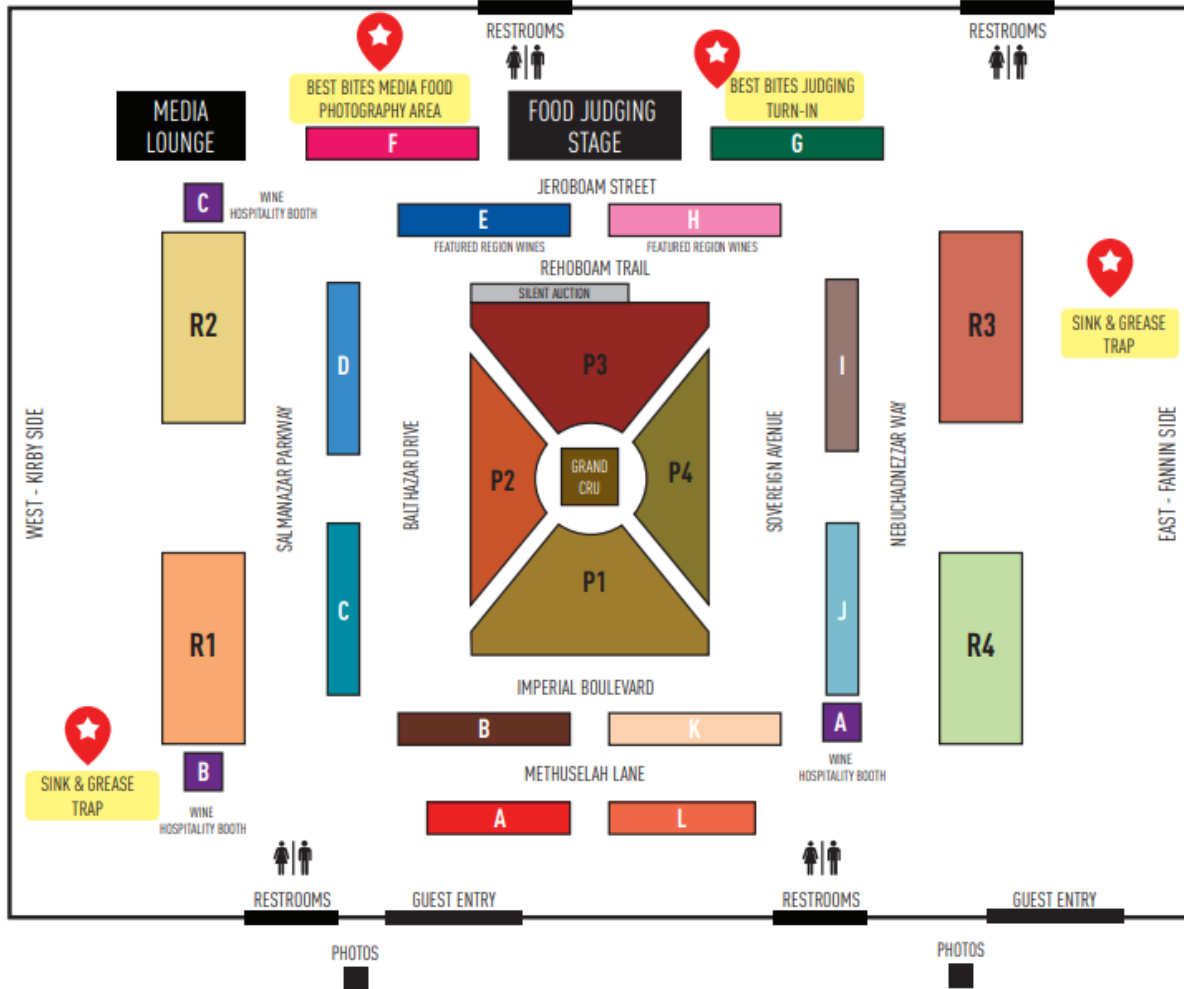 RESTROOMS
RESTROOMS
BEST BITES MEDIA FOOD
PHOTOGRAPHY AREA
BEST BITES JUDGING
TURN-IN
MEDIA
LOUNGE
FOOD JUDGING
STAGE
F
G
JEROBOAM STREET
C
WINE
HOSPITALITY BOOTH
E
H
FEATURED REGION WINES
FEATURED REGION WINES
REHOBOAM TRAIL
SILENT AUCTION
R2
D
P3
I
R3
SINK & GREASE
TRAP
WEST - KIRBY SIDE
SALMANAZAR PARKWAY
BALTHAZAR DRIVE
P2
GRAND
CRU
P4
SOVEREIGN AVENUE
NEBUCHADNEZZAR WAY
EAST - FANNIN SIDE
R1
C
P1
J
R4
IMPERIAL BOULEVARD
B
K
A
WINE
HOSPITALITY BOOTH
METHUSELAH LANE
SINK & GREASE
TRAP
B
WINE
HOSPITALITY BOOTH
A
L
RESTROOMS
GUEST ENTRY
RESTROOMS
GUEST ENTRY
PHOTOS
PHOTOS